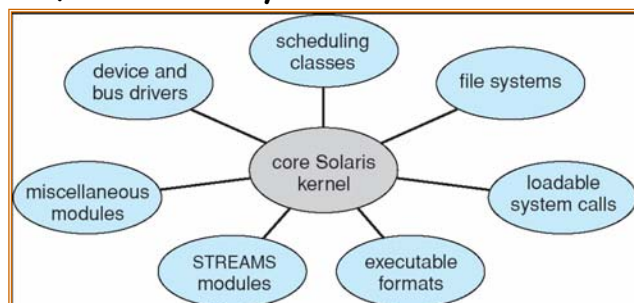 scheduling
classes
device and
bus drivers
file systems
core Solaris
kernel
miscellaneous
modules
loadable
system calls
STREAMS
modules
executable
formats